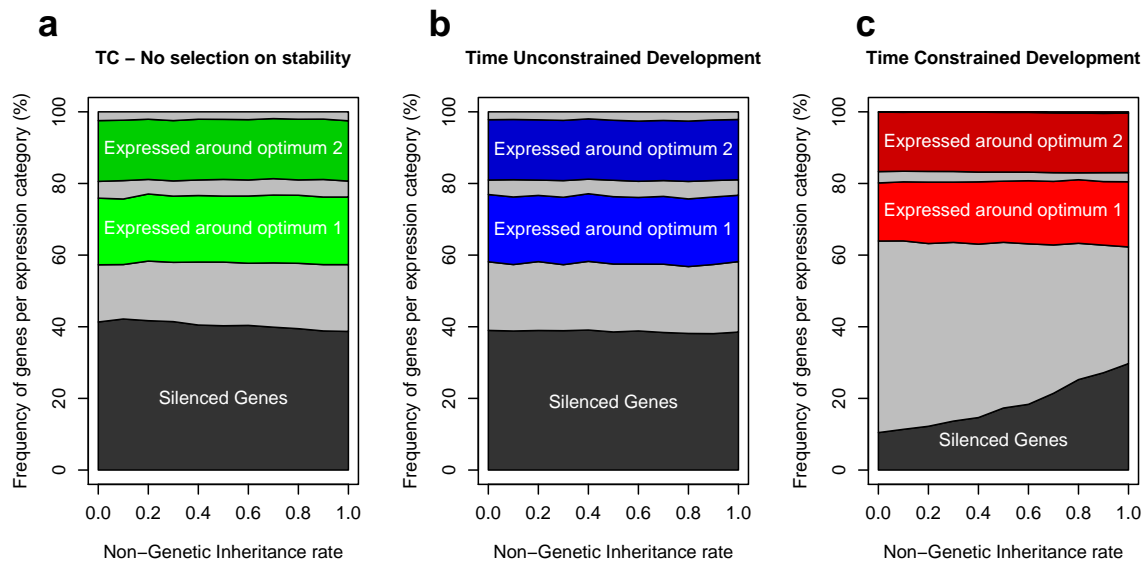 a
TC – No selection on stability
Frequency of genes per expression category (%)
100
80
60
40
20
0
Expressed around optimum 2
Expressed around optimum 1
Silenced Genes
0.0 0.2 0.4 0.6 0.8 1.0
Non–Genetic Inheritance rate
b
Time Unconstrained Development
Frequency of genes per expression category (%)
100
80
60
40
20
0
Expressed around optimum 2
Expressed around optimum 1
Silenced Genes
0.0 0.2 0.4 0.6 0.8 1.0
Non–Genetic Inheritance rate
c
Time Constrained Development
Frequency of genes per expression category (%)
100
80
60
40
20
0
Expressed around optimum 2
Expressed around optimum 1
Silenced Genes
0.0 0.2 0.4 0.6 0.8 1.0
Non–Genetic Inheritance rate